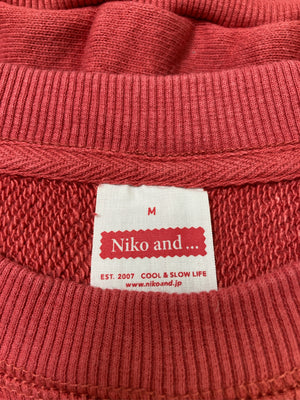 M
Niko and ...
EST. 2007 COOL & SLOW LIFE
www.nikoand.jp